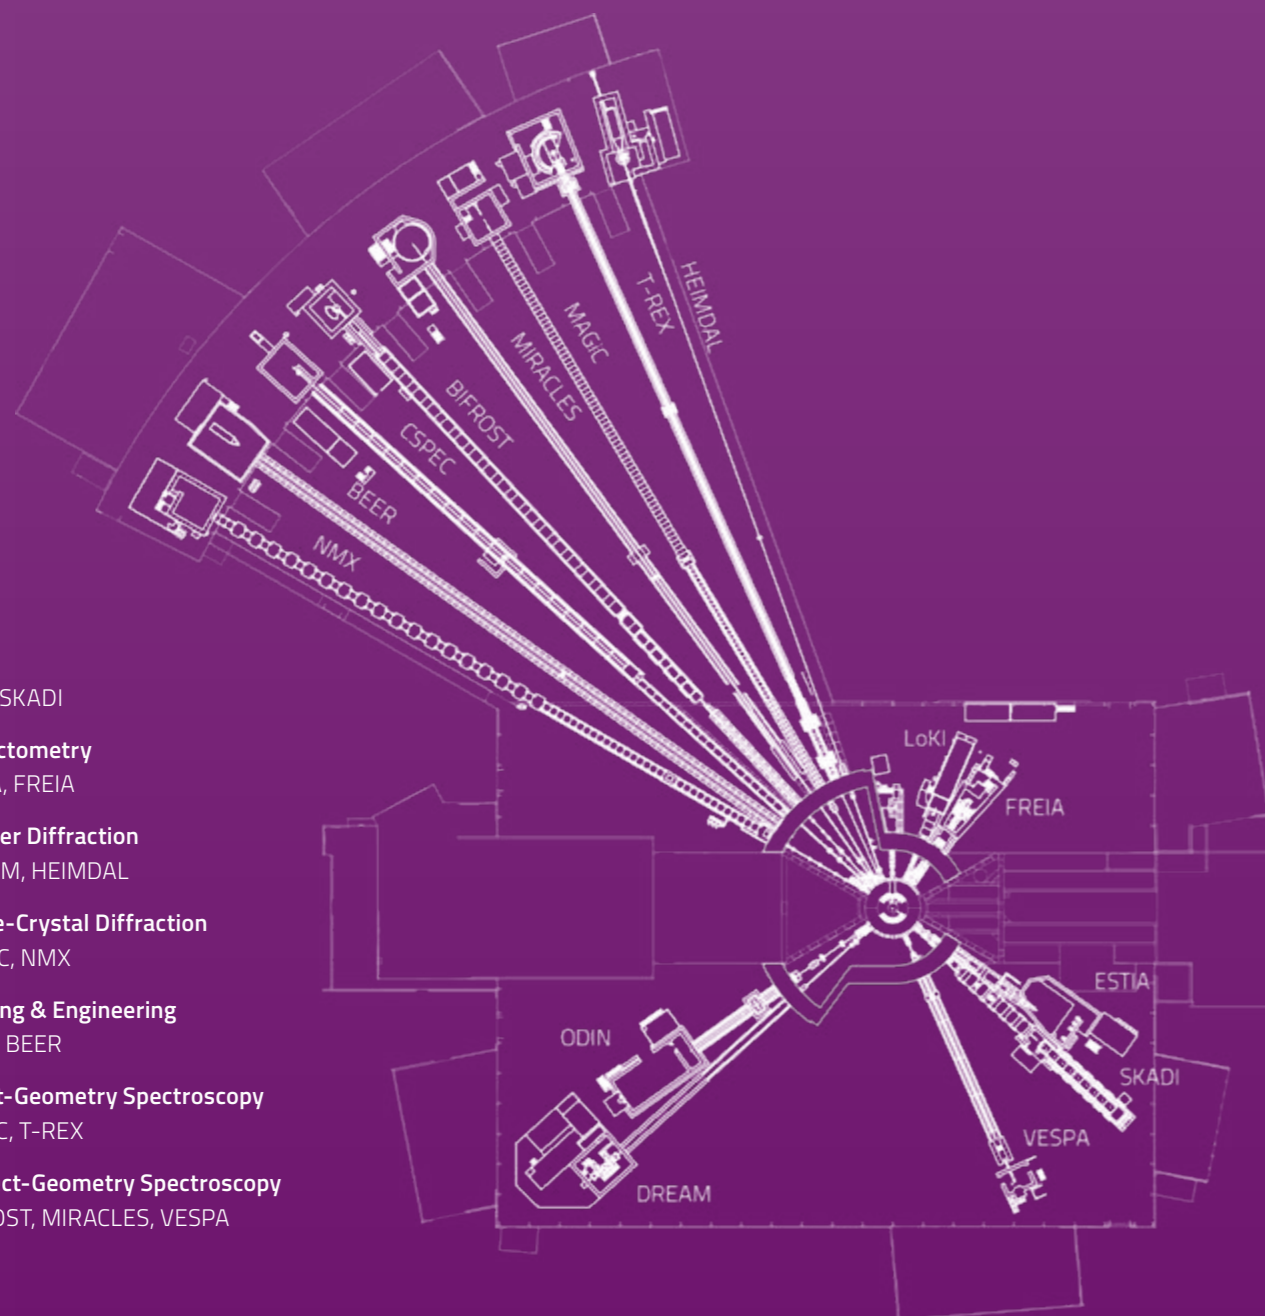 SKADI
ctometry
, FREIA
er Diffraction
M, HEIMDAL
e-Crystal Diffraction
C, NMX
ng & Engineering
BEER
t-Geometry Spectroscopy
C, T-REX
ct-Geometry Spectroscopy
OST, MIRACLES, VESPA
HEIMDAL
T-REX
MAGiC
MIRACLES
BIFROST
CSPEC
BEER
NMX
LoKI
FREIA
ESTIA
ODIN
SKADI
VESPA
DREAM